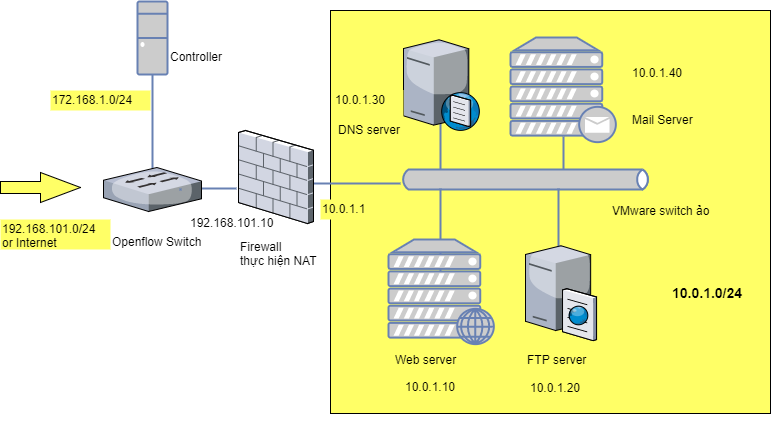 Controller
172.168.1.0/24
10.0.1.30
DNS server
10.0.1.40
Mail Server
192.168.101.0/24
or Internet
Openflow Switch
192.168.101.10
Firewall
thực hiện NAT
10.0.1.1
VMware switch ảo
10.0.1.0/24
Web server
10.0.1.10
FTP server
10.0.1.20